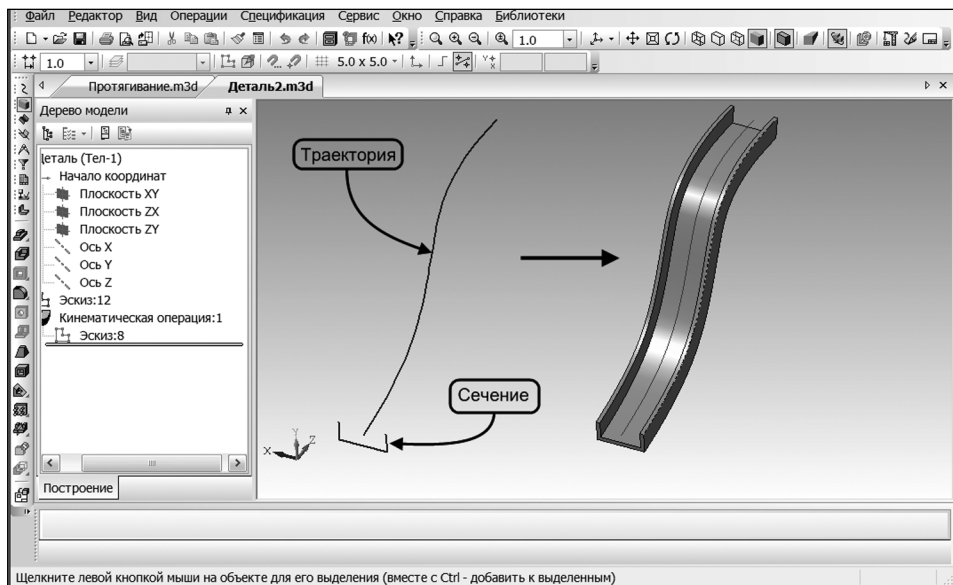 Файл Редактор Вид Операции Спецификация Сервис Окно Справка Библиотеки
1.0
1.0 5.0 x 5.0
Протягивание.m3d Деталь2.m3d
Дерево модели
Деталь (Тел-1)
Начало координат
Плоскость XY
Плоскость ZX
Плоскость ZY
Ось X
Ось Y
Ось Z
Эскиз:12
Кинематическая операция:1
Эскиз:8
Построение
Траектория
Сечение
X Y Z
Щелкните левой кнопкой мыши на объекте для его выделения (вместе с Ctrl - добавить к выделенным)